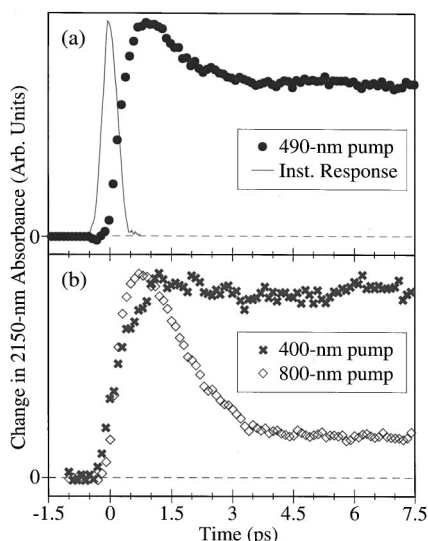 (a)
490-nm pump
Inst. Response
0
Change in 2150-nm Absorbance (Arb. Units)
(b)
400-nm pump
800-nm pump
0
-1.5 0 1.5 3 4.5 6 7.5
Time (ps)